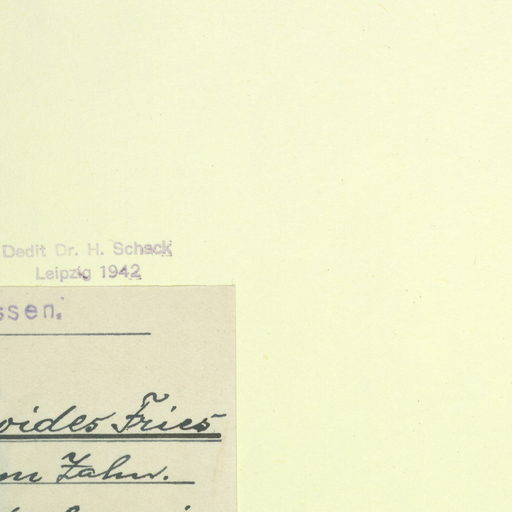 Dedit Dr. H. Schack
Leipzig 1942
ssen.
oides Fries
m Zahn.